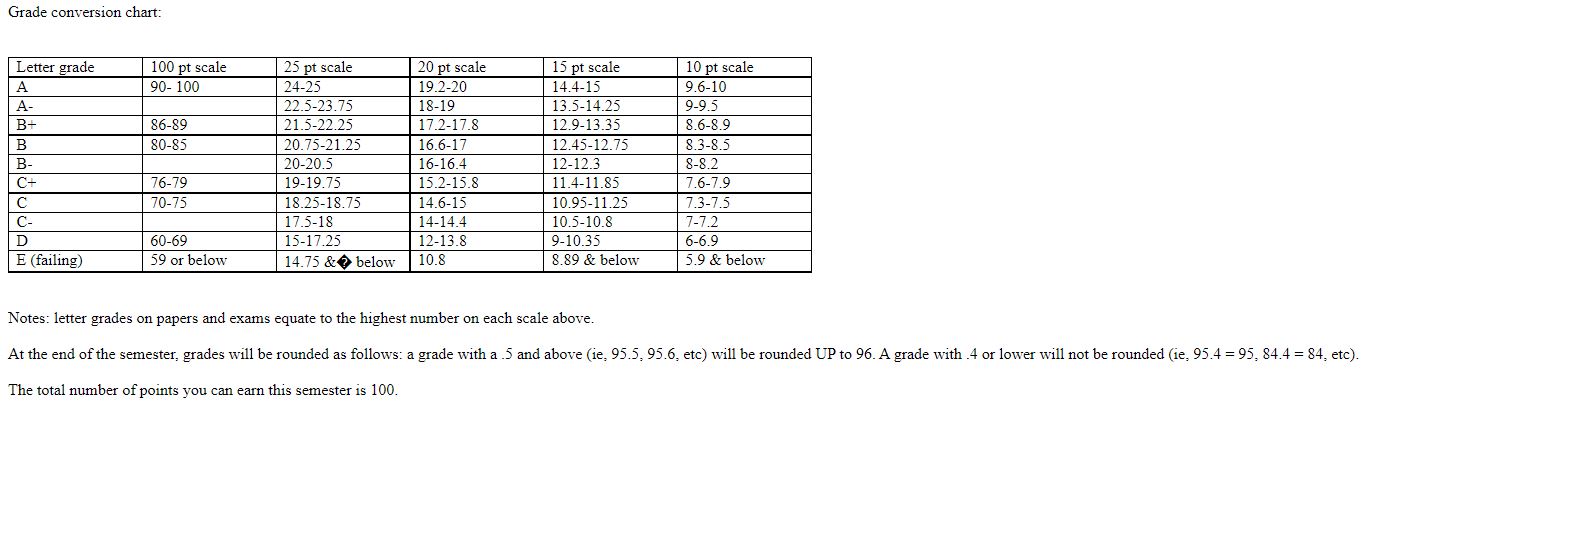 Grade conversion chart:
Letter grade 100 pt scale 25 pt scale 20 pt scale 15 pt scale 10 pt scale
A 90- 100 24-25 19.2-20 14.4-15 9.6-10
A- 22.5-23.75 18-19 13.5-14.25 9-9.5
B+ 86-89 21.5-22.25 17.2-17.8 12.9-13.35 8.6-8.9
B 80-85 20.75-21.25 16.6-17 12.45-12.75 8.3-8.5
B- 20-20.5 16-16.4 12-12.3 8-8.2
C+ 76-79 19-19.75 15.2-15.8 11.4-11.85 7.6-7.9
C 70-75 18.25-18.75 14.6-15 10.95-11.25 7.3-7.5
C- 17.5-18 14-14.4 10.5-10.8 7-7.2
D 60-69 15-17.25 12-13.8 9-10.35 6-6.9
E (failing) 59 or below 14.75 &� below 10.8 8.89 & below 5.9 & below
Notes: letter grades on papers and exams equate to the highest number on each scale above.
At the end of the semester, grades will be rounded as follows: a grade with a .5 and above (ie, 95.5, 95.6, etc) will be rounded UP to 96. A grade with .4 or lower will not be rounded (ie, 95.4 = 95, 84.4 = 84, etc).
The total number of points you can earn this semester is 100.